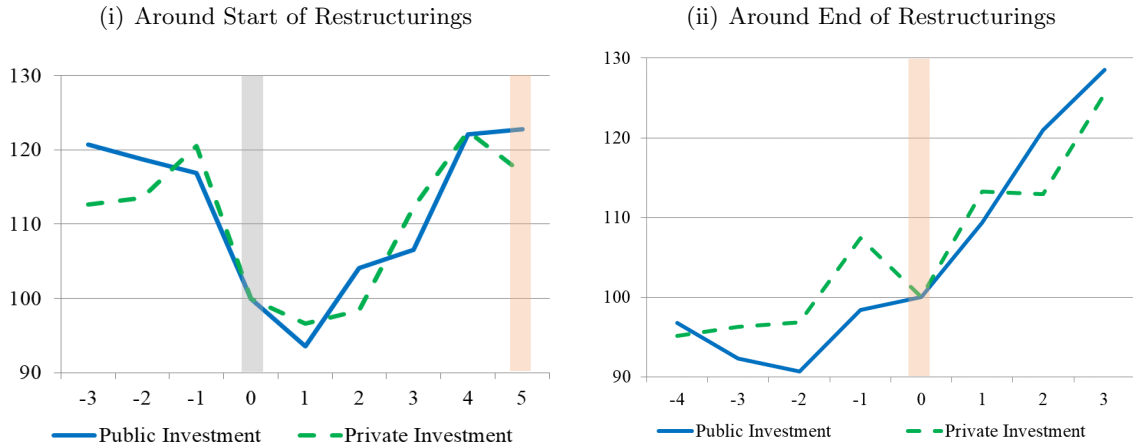 (i) Around Start of Restructurings
130
120
110
100
90
-3 -2 -1 0 1 2 3 4 5
Public Investment Private Investment
(ii) Around End of Restructurings
130
120
110
100
90
-4 -3 -2 -1 0 1 2 3
Public Investment Private Investment